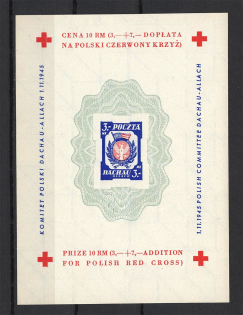 CENA 10 RM (3,— +7,— DOPŁATA
NA POLSKI CZERWONY KRZYŻ)
KOMITET POLSKI DACHAU - ALLACH 1.11.1945
3.- POCZTA
DACHAU 3.-
1.11.1945 POLISH COMMITTEE DACHAU - ALLACH
PRIZE 10 RM (3,— +7,— ADDITION
FOR POLISH RED CROSS)